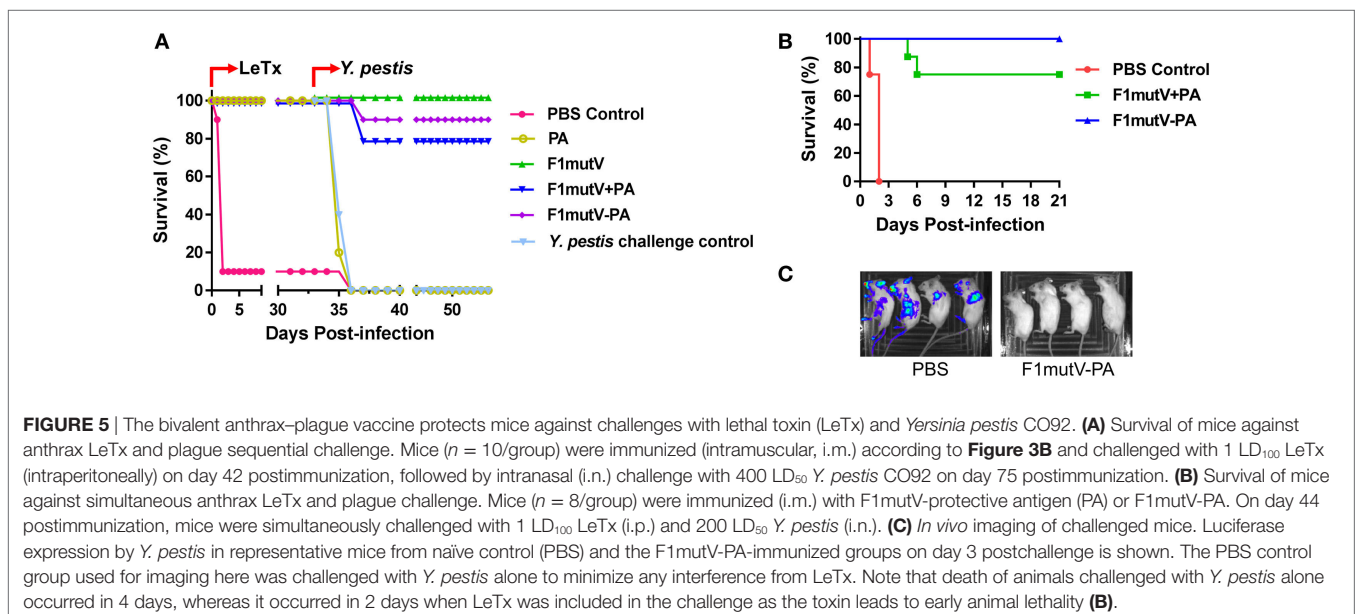 A
LeTx
Y. pestis
Survival (%)
100
80
60
40
20
0
0 5 30 35 40 50
Days Post-infection
PBS Control
PA
F1mutV
F1mutV+PA
F1mutV-PA
Y. pestis challenge control
B
Survival (%)
100
80
60
40
20
0
0 3 6 9 12 15 18 21
Days Post-infection
PBS Control
F1mutV+PA
F1mutV-PA
C
PBS F1mutV-PA
FIGURE 5 | The bivalent anthrax–plague vaccine protects mice against challenges with lethal toxin (LeTx) and Yersinia pestis CO92. (A) Survival of mice against
anthrax LeTx and plague sequential challenge. Mice (n = 10/group) were immunized (intramuscular, i.m.) according to Figure 3B and challenged with 1 LD₁₀₀ LeTx
(intraperitoneally) on day 42 postimmunization, followed by intranasal (i.n.) challenge with 400 LD₅₀ Y. pestis CO92 on day 75 postimmunization. (B) Survival of mice
against simultaneous anthrax LeTx and plague challenge. Mice (n = 8/group) were immunized (i.m.) with F1mutV-protective antigen (PA) or F1mutV-PA. On day 44
postimmunization, mice were simultaneously challenged with 1 LD₁₀₀ LeTx (i.p.) and 200 LD₅₀ Y. pestis (i.n.). (C) In vivo imaging of challenged mice. Luciferase
expression by Y. pestis in representative mice from naïve control (PBS) and the F1mutV-PA-immunized groups on day 3 postchallenge is shown. The PBS control
group used for imaging here was challenged with Y. pestis alone to minimize any interference from LeTx. Note that death of animals challenged with Y. pestis alone
occurred in 4 days, whereas it occurred in 2 days when LeTx was included in the challenge as the toxin leads to early animal lethality (B).